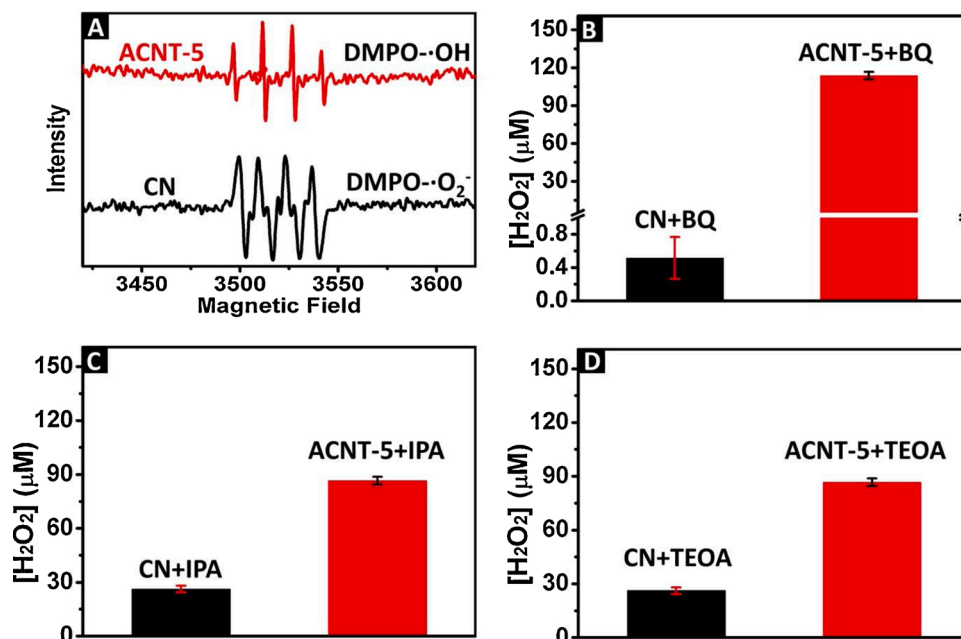 A
ACNT-5
DMPO-·OH
CN
DMPO-·O₂⁻
Intensity
3450
3500
3550
3600
Magnetic Field
B
[H₂O₂] (μM)
150
120
90
60
30
0.8
0.4
0.0
CN+BQ
ACNT-5+BQ
C
[H₂O₂] (μM)
150
120
90
60
30
0
CN+IPA
ACNT-5+IPA
D
[H₂O₂] (μM)
150
120
90
60
30
0
CN+TEOA
ACNT-5+TEOA